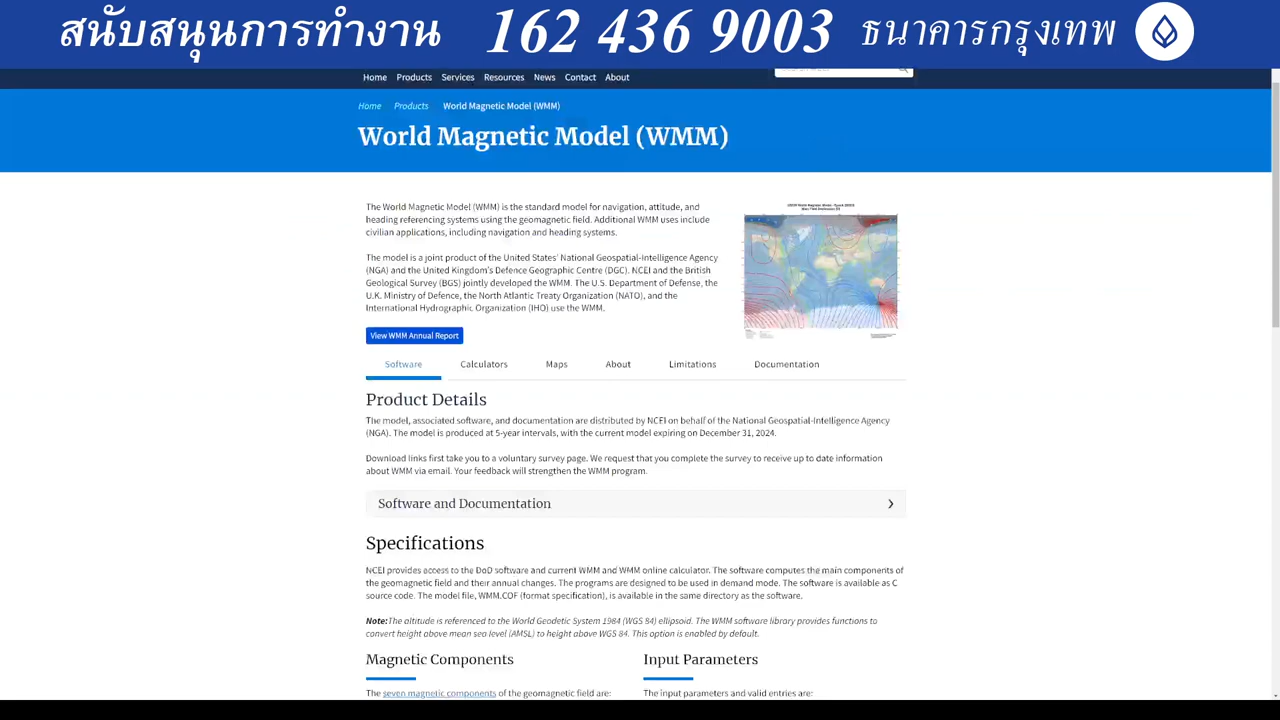 สนับสนุนการทำงาน 162 436 9003 ธนาคารกรุงเทพ
Home Products Services Resources News Contact About
Home Products World Magnetic Model (WMM)
World Magnetic Model (WMM)
The World Magnetic Model (WMM) is the standard model for navigation, attitude, and
heading referencing systems using the geomagnetic field. Additional WMM uses include
civilian applications, including navigation and heading systems.
The model is a joint product of the United States' National Geospatial-Intelligence Agency
(NGA) and the United Kingdom's Defence Geographic Centre (DGC). NCEI and the British
Geological Survey (BGS) jointly developed the WMM. The U.S. Department of Defense, the
U.K. Ministry of Defence, the North Atlantic Treaty Organization (NATO), and the
International Hydrographic Organization (IHO) use the WMM.
View WMM Annual Report
Software Calculators Maps About Limitations Documentation
Product Details
The model, associated software, and documentation are distributed by NCEI on behalf of the National Geospatial-Intelligence Agency
(NGA). The model is produced at 5-year intervals, with the current model expiring on December 31, 2024.
Download links first take you to a voluntary survey page. We request that you complete the survey to receive up to date information
about WMM via email. Your feedback will strengthen the WMM program.
Software and Documentation
Specifications
NCEI provides access to the DoD software and current WMM and WMM online calculator. The software computes the main components of
the geomagnetic field and their annual changes. The programs are designed to be used in demand mode. The software is available as C
source code. The model file, WMM.COF (format specification), is available in the same directory as the software.
Note:The altitude is referenced to the World Geodetic System 1984 (WGS 84) ellipsoid. The WMM software library provides functions to
convert height above mean sea level (AMSL) to height above WGS 84. This option is enabled by default.
Magnetic Components
The seven magnetic components of the geomagnetic field are:
Input Parameters
The input parameters and valid entries are: